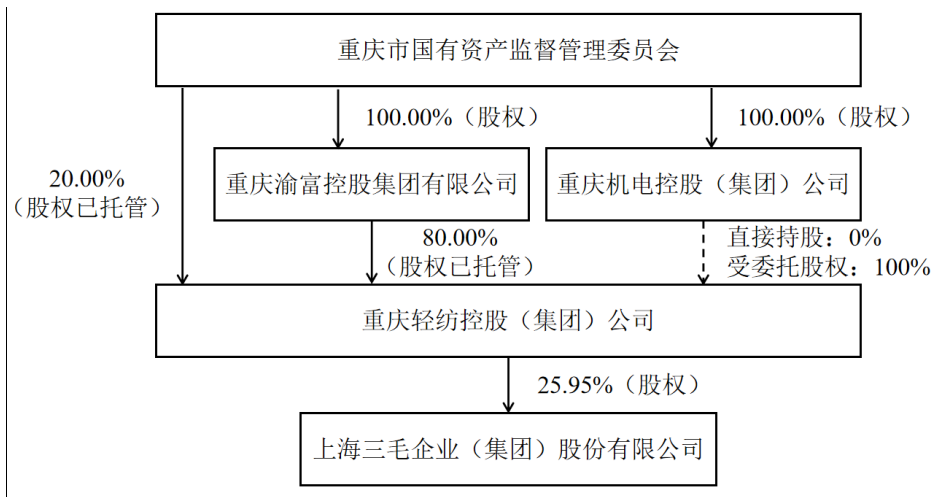 重庆市国有资产监督管理委员会
100.00%（股权）
100.00%（股权）
20.00%
（股权已托管）
重庆渝富控股集团有限公司
重庆机电控股（集团）公司
80.00%
（股权已托管）
直接持股：0%
受委托股权：100%
重庆轻纺控股（集团）公司
25.95%（股权）
上海三毛企业（集团）股份有限公司